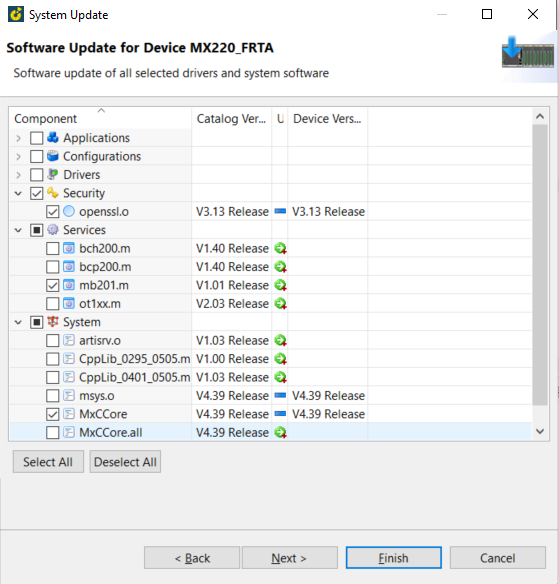 System Update
Software Update for Device MX220_FRTA
Software update of all selected drivers and system software
Component Catalog Ver... U Device Vers...
Applications
Configurations
Drivers
Security
openssl.o V3.13 Release V3.13 Release
Services
bch200.m V1.40 Release
bcp200.m V1.40 Release
mb201.m V1.01 Release
ot1xx.m V2.03 Release
System
artisrv.o V1.03 Release
CppLib_0295_0505.m V1.00 Release
CppLib_0401_0505.m V1.03 Release
msys.o V4.39 Release V4.39 Release
MxCCore V4.39 Release V4.39 Release
MxCCore.all V4.39 Release
Select All Deselect All
< Back Next > Finish Cancel